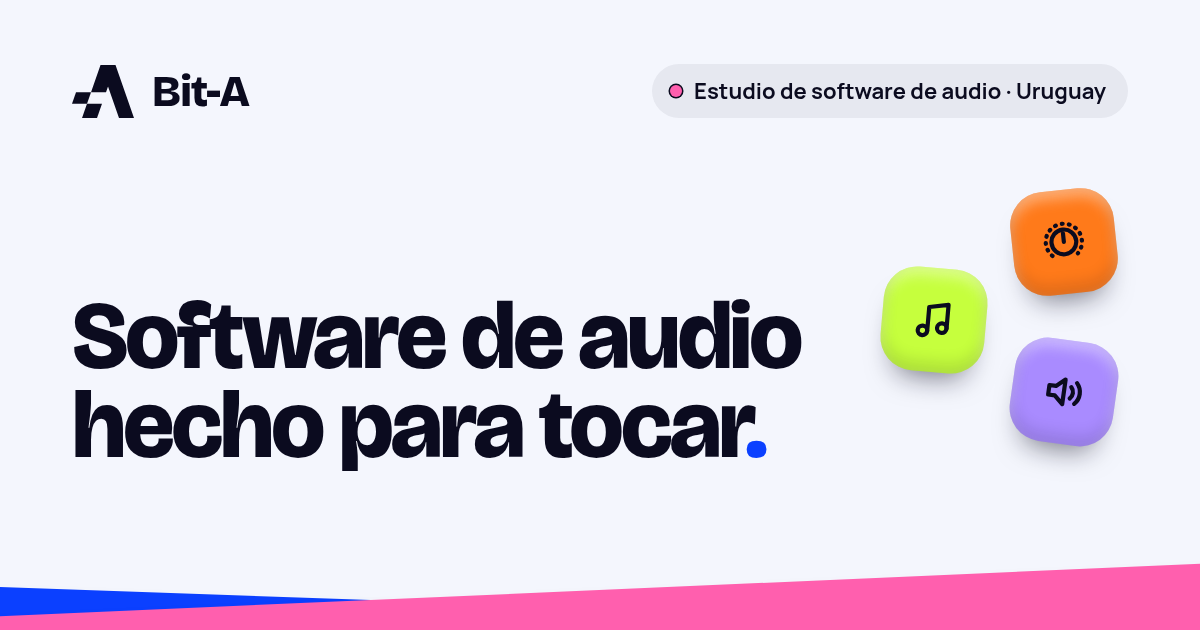 Bit-A
Estudio de software de audio · Uruguay
Software de audio
hecho para tocar.